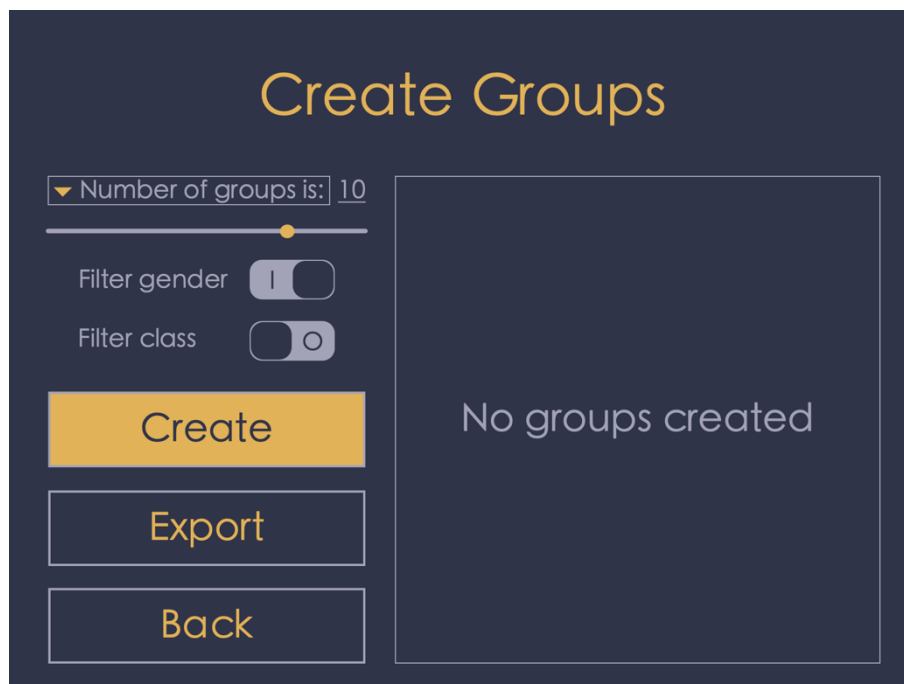 Create Groups
Number of groups is: 10
Filter gender I
Filter class O
Create
Export
Back
No groups created